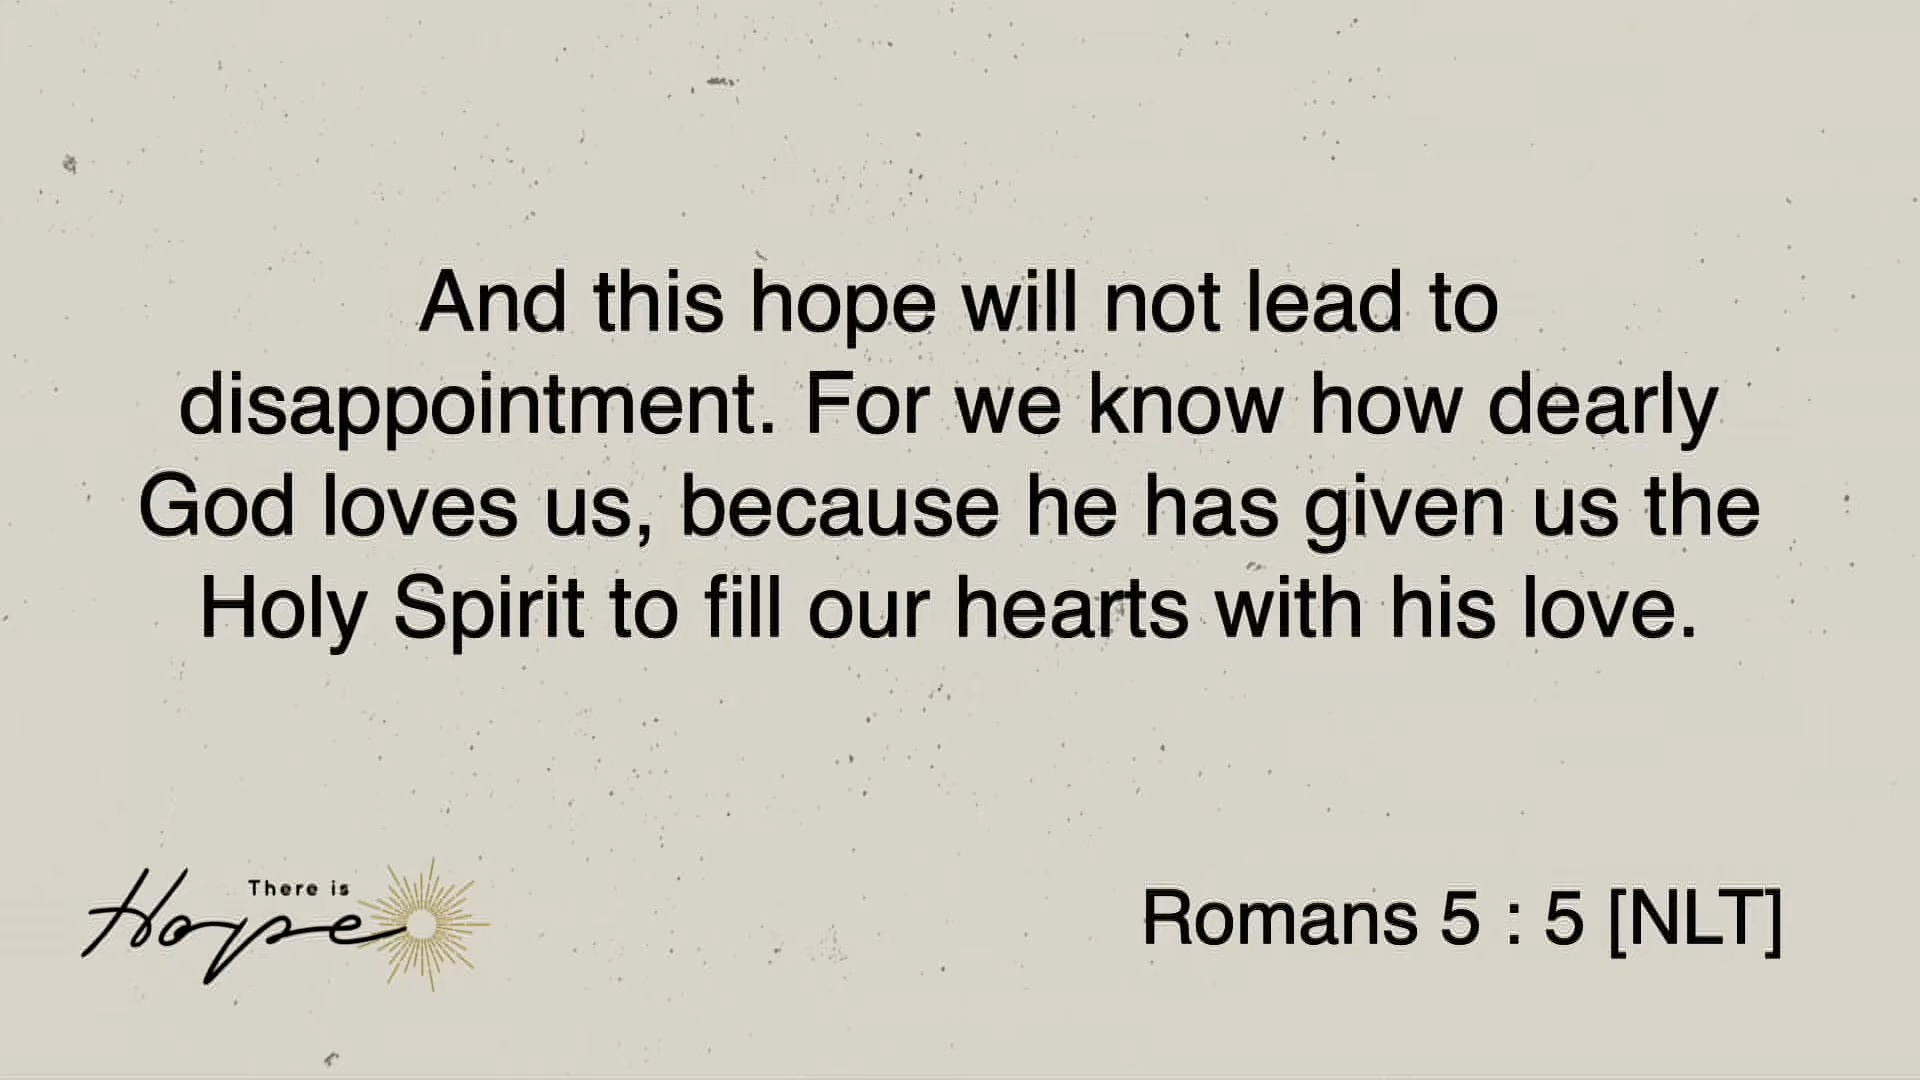 And this hope will not lead to
disappointment. For we know how dearly
God loves us, because he has given us the
Holy Spirit to fill our hearts with his love.
There is
Hope
Romans 5 : 5 [NLT]